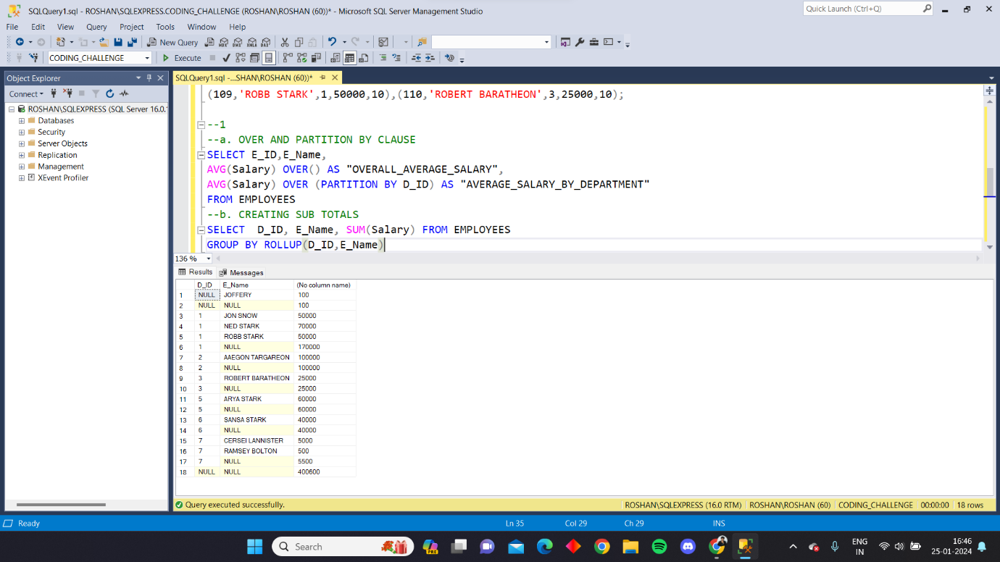 SQLQuery1.sql - ROSHAN\SQLEXPRESS.CODING_CHALLENGE (ROSHAN\ROSHAN (60))* - Microsoft SQL Server Management Studio
Quick Launch (Ctrl+Q)
File Edit View Query Project Tools Window Help
New Query
CODING_CHALLENGE Execute
Object Explorer
Connect
ROSHAN\SQLEXPRESS (SQL Server 16.0.1
Databases
Security
Server Objects
Replication
Management
XEvent Profiler
SQLQuery1.sql -...SHAN\ROSHAN (60))*
(109,'ROBB STARK',1,50000,10),(110,'ROBERT BARATHEON',3,25000,10);
--1
--a. OVER AND PARTITION BY CLAUSE
SELECT E_ID,E_Name,
AVG(Salary) OVER() AS "OVERALL_AVERAGE_SALARY",
AVG(Salary) OVER (PARTITION BY D_ID) AS "AVERAGE_SALARY_BY_DEPARTMENT"
FROM EMPLOYEES
--b. CREATING SUB TOTALS
SELECT  D_ID, E_Name, SUM(Salary) FROM EMPLOYEES
GROUP BY ROLLUP(D_ID,E_Name)
136 %
Results Messages
D_ID E_Name (No column name)
1 NULL JOFFERY 100
2 NULL NULL 100
3 1 JON SNOW 50000
4 1 NED STARK 70000
5 1 ROBB STARK 50000
6 1 NULL 170000
7 2 AAEGON TARGAREON 100000
8 2 NULL 100000
9 3 ROBERT BARATHEON 25000
10 3 NULL 25000
11 5 ARYA STARK 60000
12 5 NULL 60000
13 6 SANSA STARK 40000
14 6 NULL 40000
15 7 CERSEI LANNISTER 5000
16 7 RAMSEY BOLTON 500
17 7 NULL 5500
18 NULL NULL 400600
Query executed successfully.
ROSHAN\SQLEXPRESS (16.0 RTM) ROSHAN\ROSHAN (60) CODING_CHALLENGE 00:00:00 18 rows
Ready Ln 35 Col 29 Ch 29 INS
Search
PRE
ENG
IN
16:46
25-01-2024